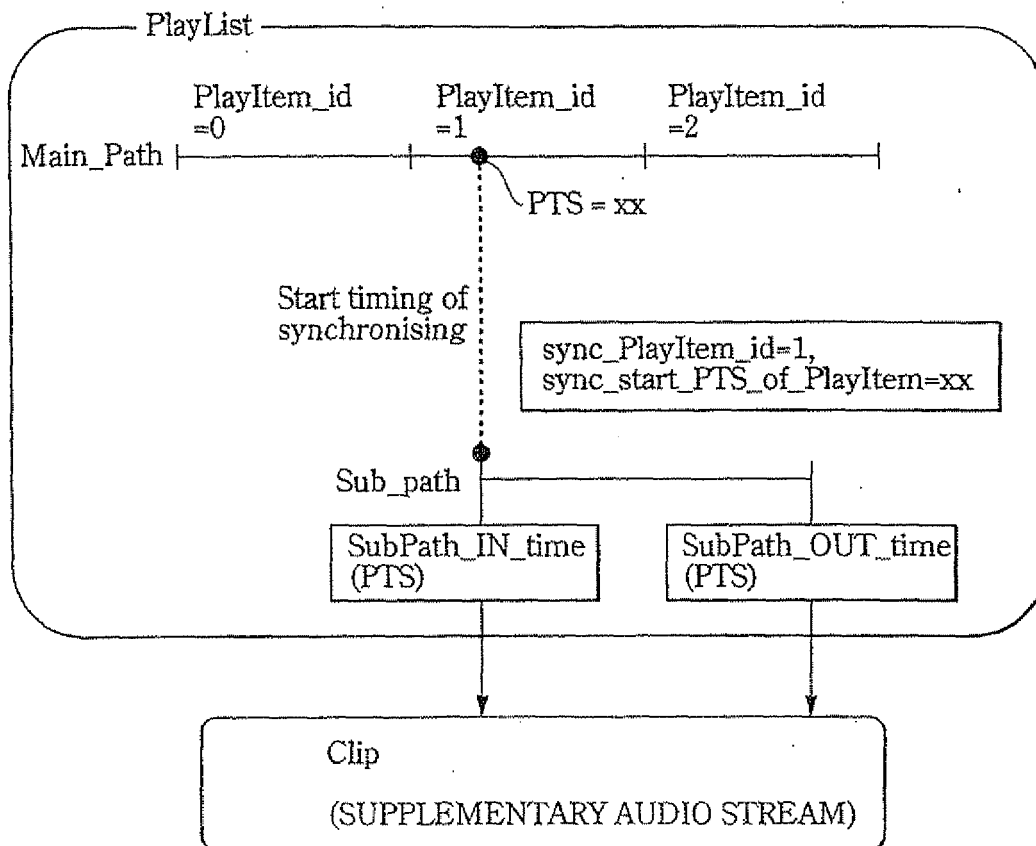 PlayList
PlayItem_id
=0
PlayItem_id
=1
PlayItem_id
=2
Main_Path
PTS = xx
Start timing of
synchronising
sync_PlayItem_id=1,
sync_start_PTS_of_PlayItem=xx
Sub_path
SubPath_IN_time
(PTS)
SubPath_OUT_time
(PTS)
Clip
(SUPPLEMENTARY AUDIO STREAM)